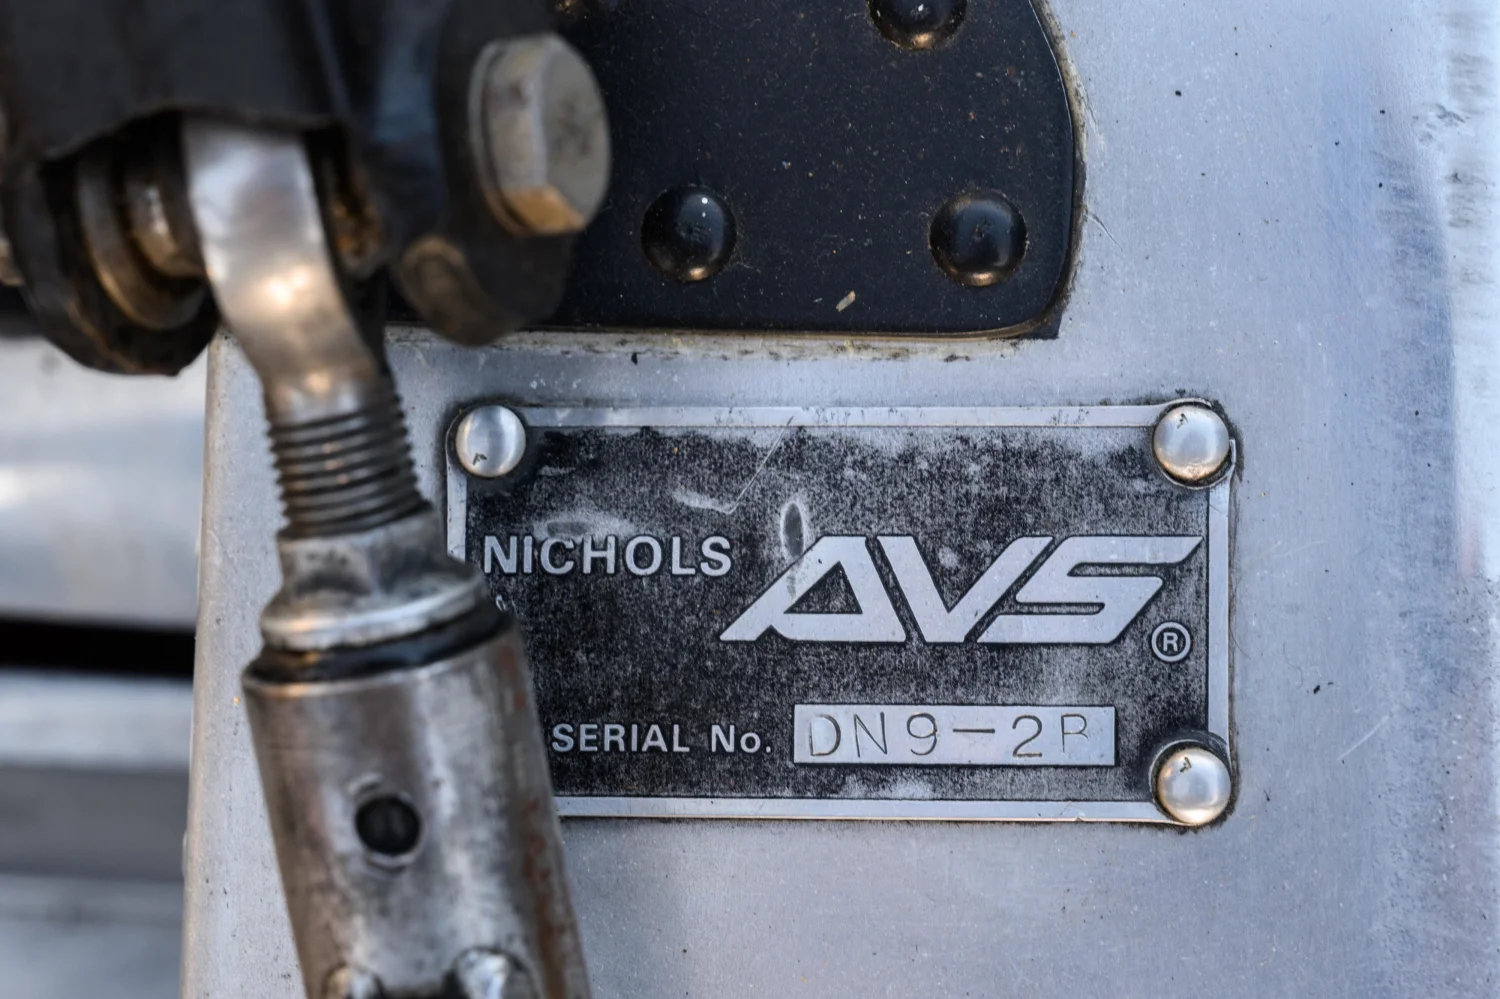 NICHOLS AVS ®
SERIAL No. DN9-2R